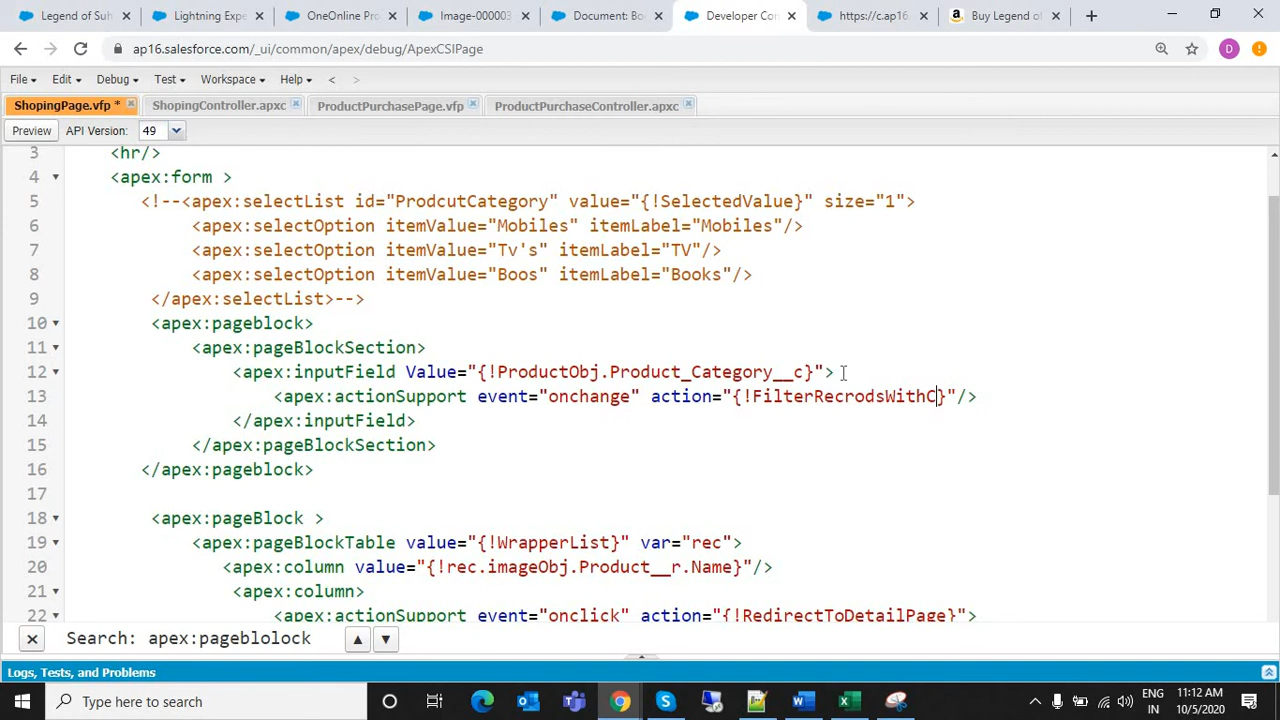 Legend of Suh
Lightning Expe
OneOnline Pro
Image-000003
Document: Bo
Developer Con
https://c.ap16
Buy Legend of
ap16.salesforce.com/_ui/common/apex/debug/ApexCSIPage
D
File Edit Debug Test Workspace Help < >
ShopingPage.vfp * ShopingController.apxc ProductPurchasePage.vfp ProductPurchaseController.apxc
Preview API Version: 49
3 <hr/>
4 <apex:form >
5 <!--<apex:selectList id="ProdcutCategory" value="{!SelectedValue}" size="1">
6 <apex:selectOption itemValue="Mobiles" itemLabel="Mobiles"/>
7 <apex:selectOption itemValue="Tv's" itemLabel="TV"/>
8 <apex:selectOption itemValue="Boos" itemLabel="Books"/>
9 </apex:selectList>-->
10 <apex:pageblock>
11 <apex:pageBlockSection>
12 <apex:inputField Value="{!ProductObj.Product_Category__c}">
13 <apex:actionSupport event="onchange" action="{!FilterRecrodsWithC}"/>
14 </apex:inputField>
15 </apex:pageBlockSection>
16 </apex:pageblock>
17
18 <apex:pageBlock >
19 <apex:pageBlockTable value="{!WrapperList}" var="rec">
20 <apex:column value="{!rec.imageObj.Product__r.Name}"/>
21 <apex:column>
22 <apex:actionSupport event="onclick" action="{!RedirectToDetailPage}">
Search: apex:pageblolock
Logs, Tests, and Problems
Type here to search
ENG
IN
11:12 AM
10/5/2020